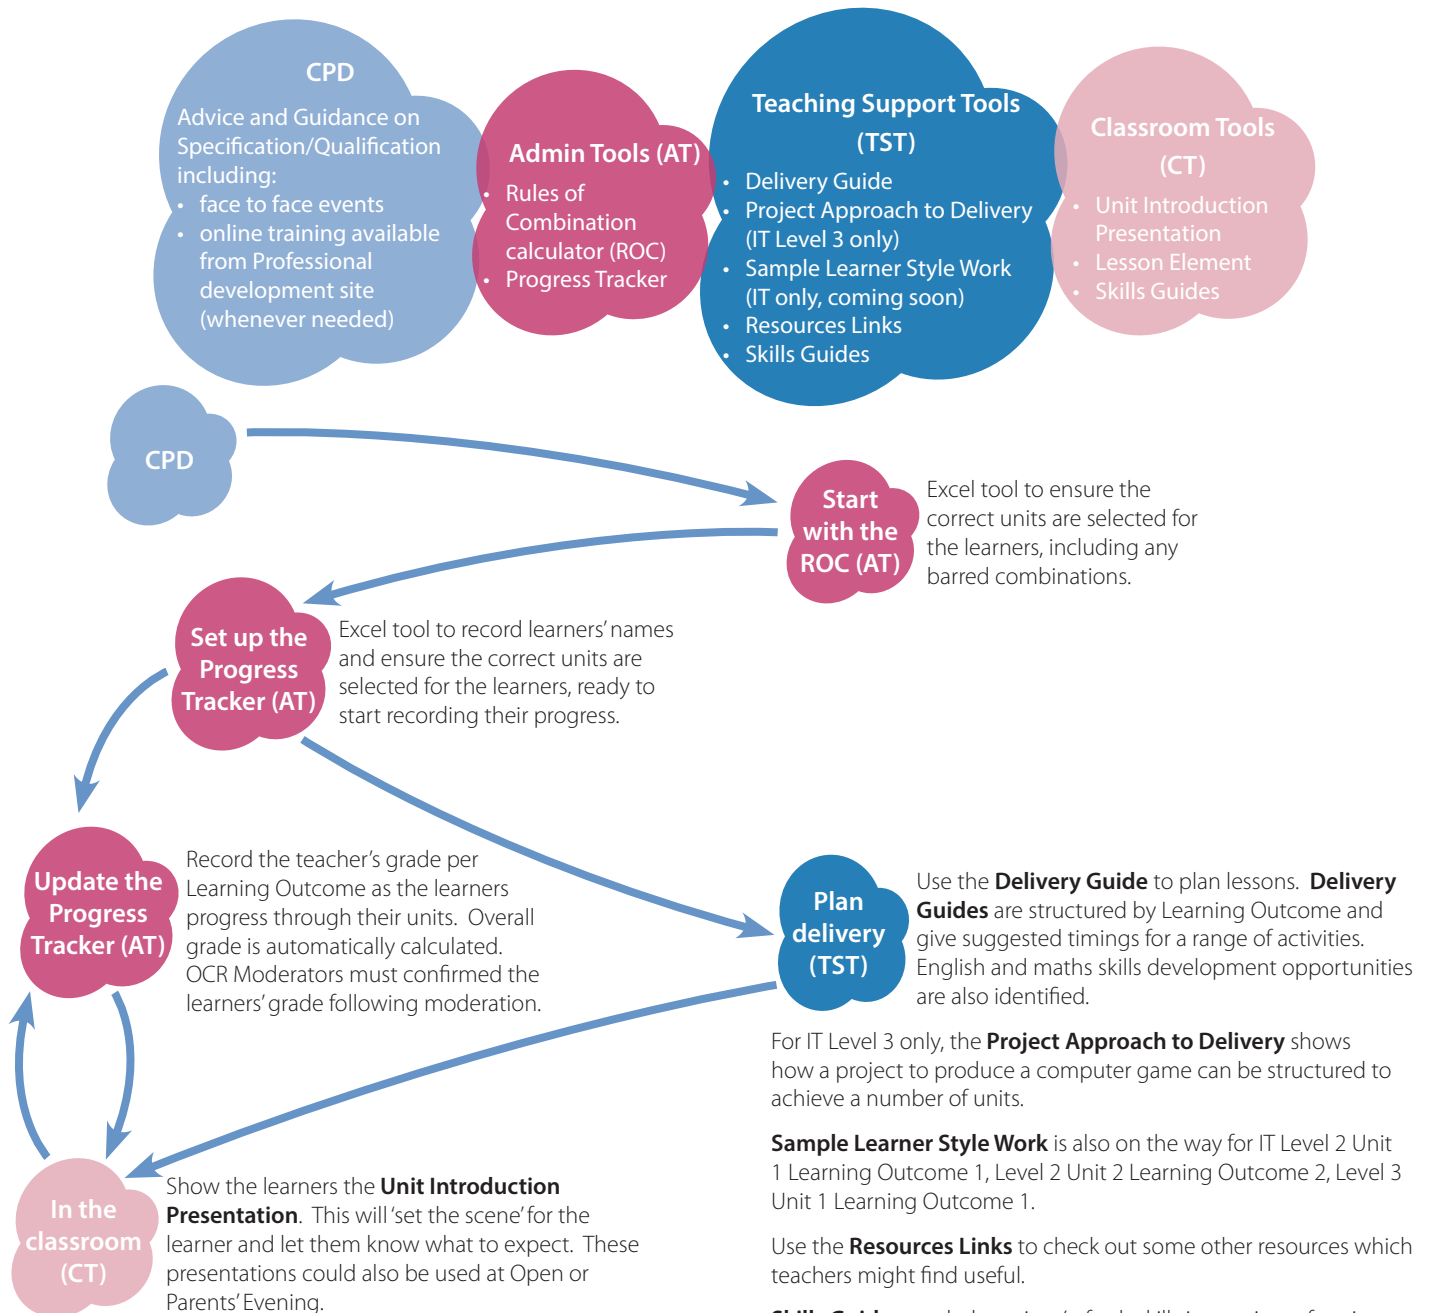 CPD
Advice and Guidance on
Specification/Qualification
including:
• face to face events
• online training available
from Professional
development site
(whenever needed)
Admin Tools (AT)
• Rules of
Combination
calculator (ROC)
• Progress Tracker
Teaching Support Tools
(TST)
• Delivery Guide
• Project Approach to Delivery
(IT Level 3 only)
• Sample Learner Style Work
(IT only, coming soon)
• Resources Links
• Skills Guides
Classroom Tools
(CT)
• Unit Introduction
Presentation
• Lesson Element
• Skills Guides
CPD
Start
with the
ROC (AT)
Excel tool to ensure the
correct units are selected for
the learners, including any
barred combinations.
Set up the
Progress
Tracker (AT)
Excel tool to record learners' names
and ensure the correct units are
selected for the learners, ready to
start recording their progress.
Update the
Progress
Tracker (AT)
Record the teacher's grade per
Learning Outcome as the learners
progress through their units. Overall
grade is automatically calculated.
OCR Moderators must confirmed the
learners' grade following moderation.
Plan
delivery
(TST)
Use the Delivery Guide to plan lessons. Delivery
Guides are structured by Learning Outcome and
give suggested timings for a range of activities.
English and maths skills development opportunities
are also identified.
For IT Level 3 only, the Project Approach to Delivery shows
how a project to produce a computer game can be structured to
achieve a number of units.
Sample Learner Style Work is also on the way for IT Level 2 Unit
1 Learning Outcome 1, Level 2 Unit 2 Learning Outcome 2, Level 3
Unit 1 Learning Outcome 1.
Use the Resources Links to check out some other resources which
teachers might find useful.
In the
classroom
(CT)
Show the learners the Unit Introduction
Presentation. This will 'set the scene' for the
learner and let them know what to expect. These
presentations could also be used at Open or
Parents' Evening.